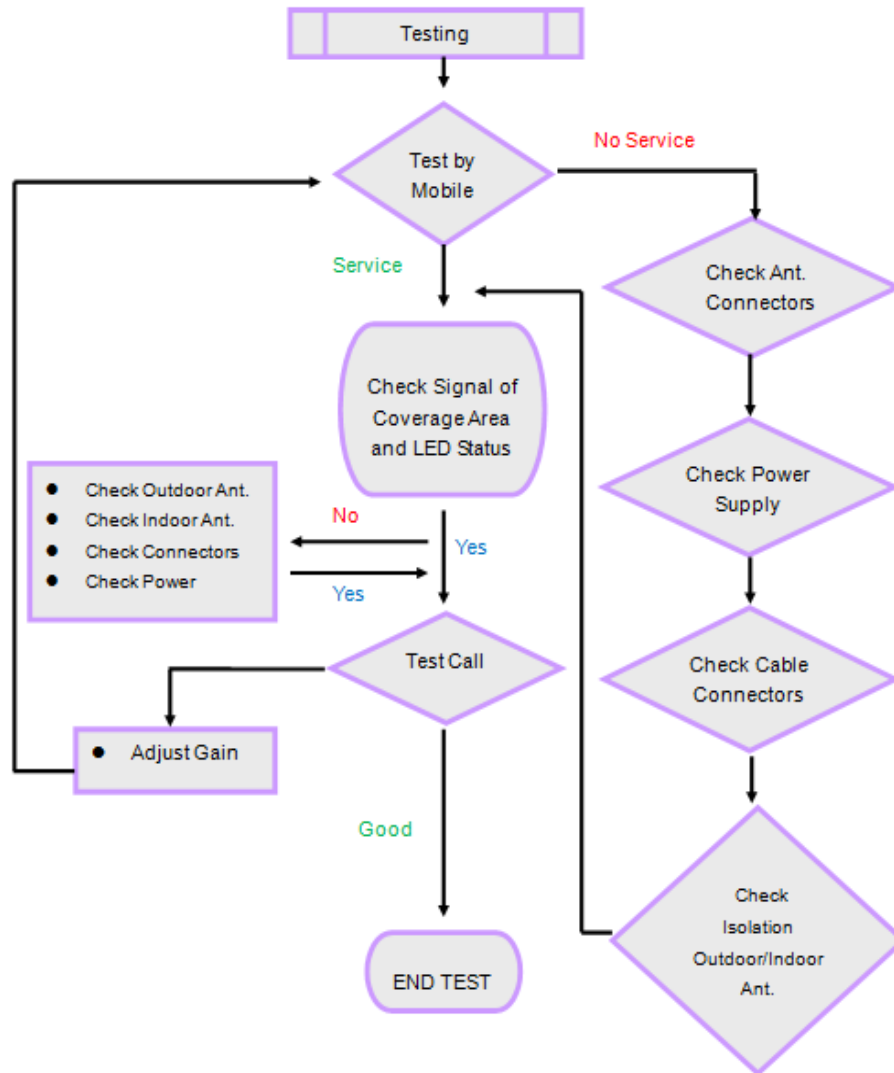 Testing
Test by
Mobile
No Service
Service
Check Ant.
Connectors
Check Signal of
Coverage Area
and LED Status
Check Power
Supply
● Check Outdoor Ant.
● Check Indoor Ant.
● Check Connectors
● Check Power
No
Yes
Yes
Test Call
Check Cable
Connectors
● Adjust Gain
Good
Check
Isolation
Outdoor/Indoor
Ant.
END TEST